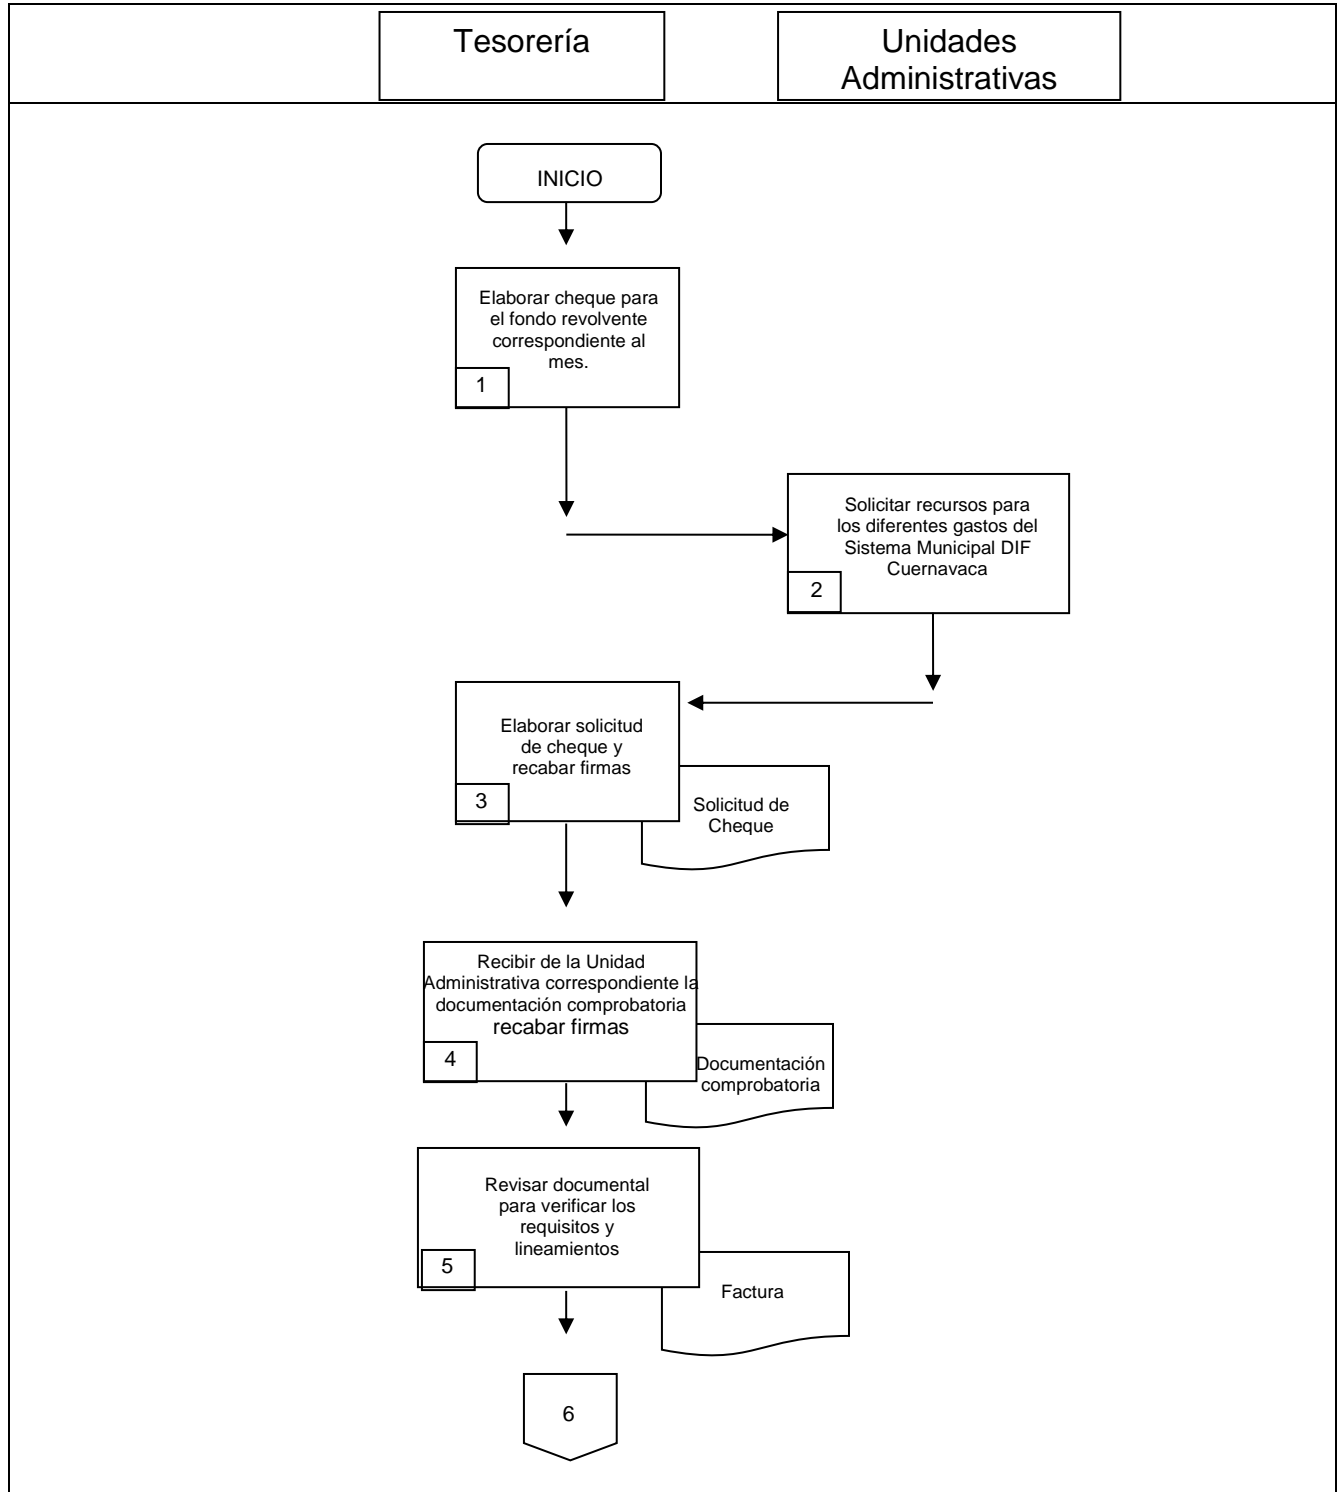 Tesorería
Unidades
Administrativas
INICIO
Elaborar cheque para
el fondo revolvente
correspondiente al
mes.
1
Solicitar recursos para
los diferentes gastos del
Sistema Municipal DIF
Cuernavaca
2
Elaborar solicitud
de cheque y
recabar firmas
3
Solicitud de
Cheque
Recibir de la Unidad
Administrativa correspondiente la
documentación comprobatoria
recabar firmas
4
Documentación
comprobatoria
Revisar documental
para verificar los
requisitos y
lineamientos
5
Factura
6